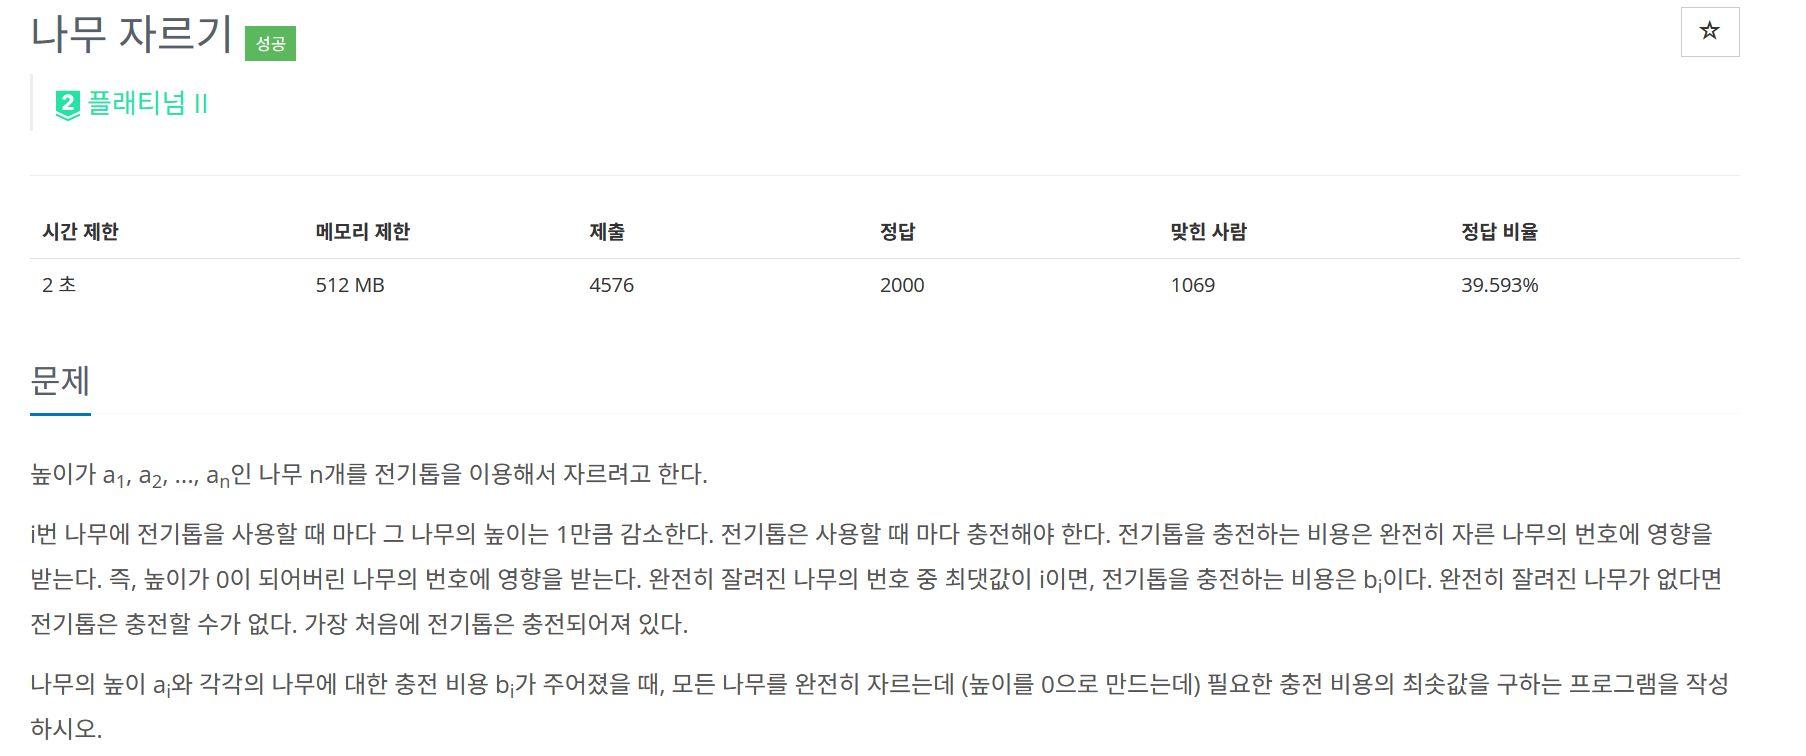 나무 자르기 성공
☆
2 플래티넘 II
시간 제한 메모리 제한 제출 정답 맞힌 사람 정답 비율
2 초 512 MB 4576 2000 1069 39.593%
문제
높이가 a1, a2, ..., an인 나무 n개를 전기톱을 이용해서 자르려고 한다.
i번 나무에 전기톱을 사용할 때 마다 그 나무의 높이는 1만큼 감소한다. 전기톱은 사용할 때 마다 충전해야 한다. 전기톱을 충전하는 비용은 완전히 자른 나무의 번호에 영향을
받는다. 즉, 높이가 0이 되어버린 나무의 번호에 영향을 받는다. 완전히 잘려진 나무의 번호 중 최댓값이 i이면, 전기톱을 충전하는 비용은 bi이다. 완전히 잘려진 나무가 없다면
전기톱은 충전할 수가 없다. 가장 처음에 전기톱은 충전되어져 있다.
나무의 높이 ai와 각각의 나무에 대한 충전 비용 bi가 주어졌을 때, 모든 나무를 완전히 자르는데 (높이를 0으로 만드는데) 필요한 충전 비용의 최솟값을 구하는 프로그램을 작성
하시오.